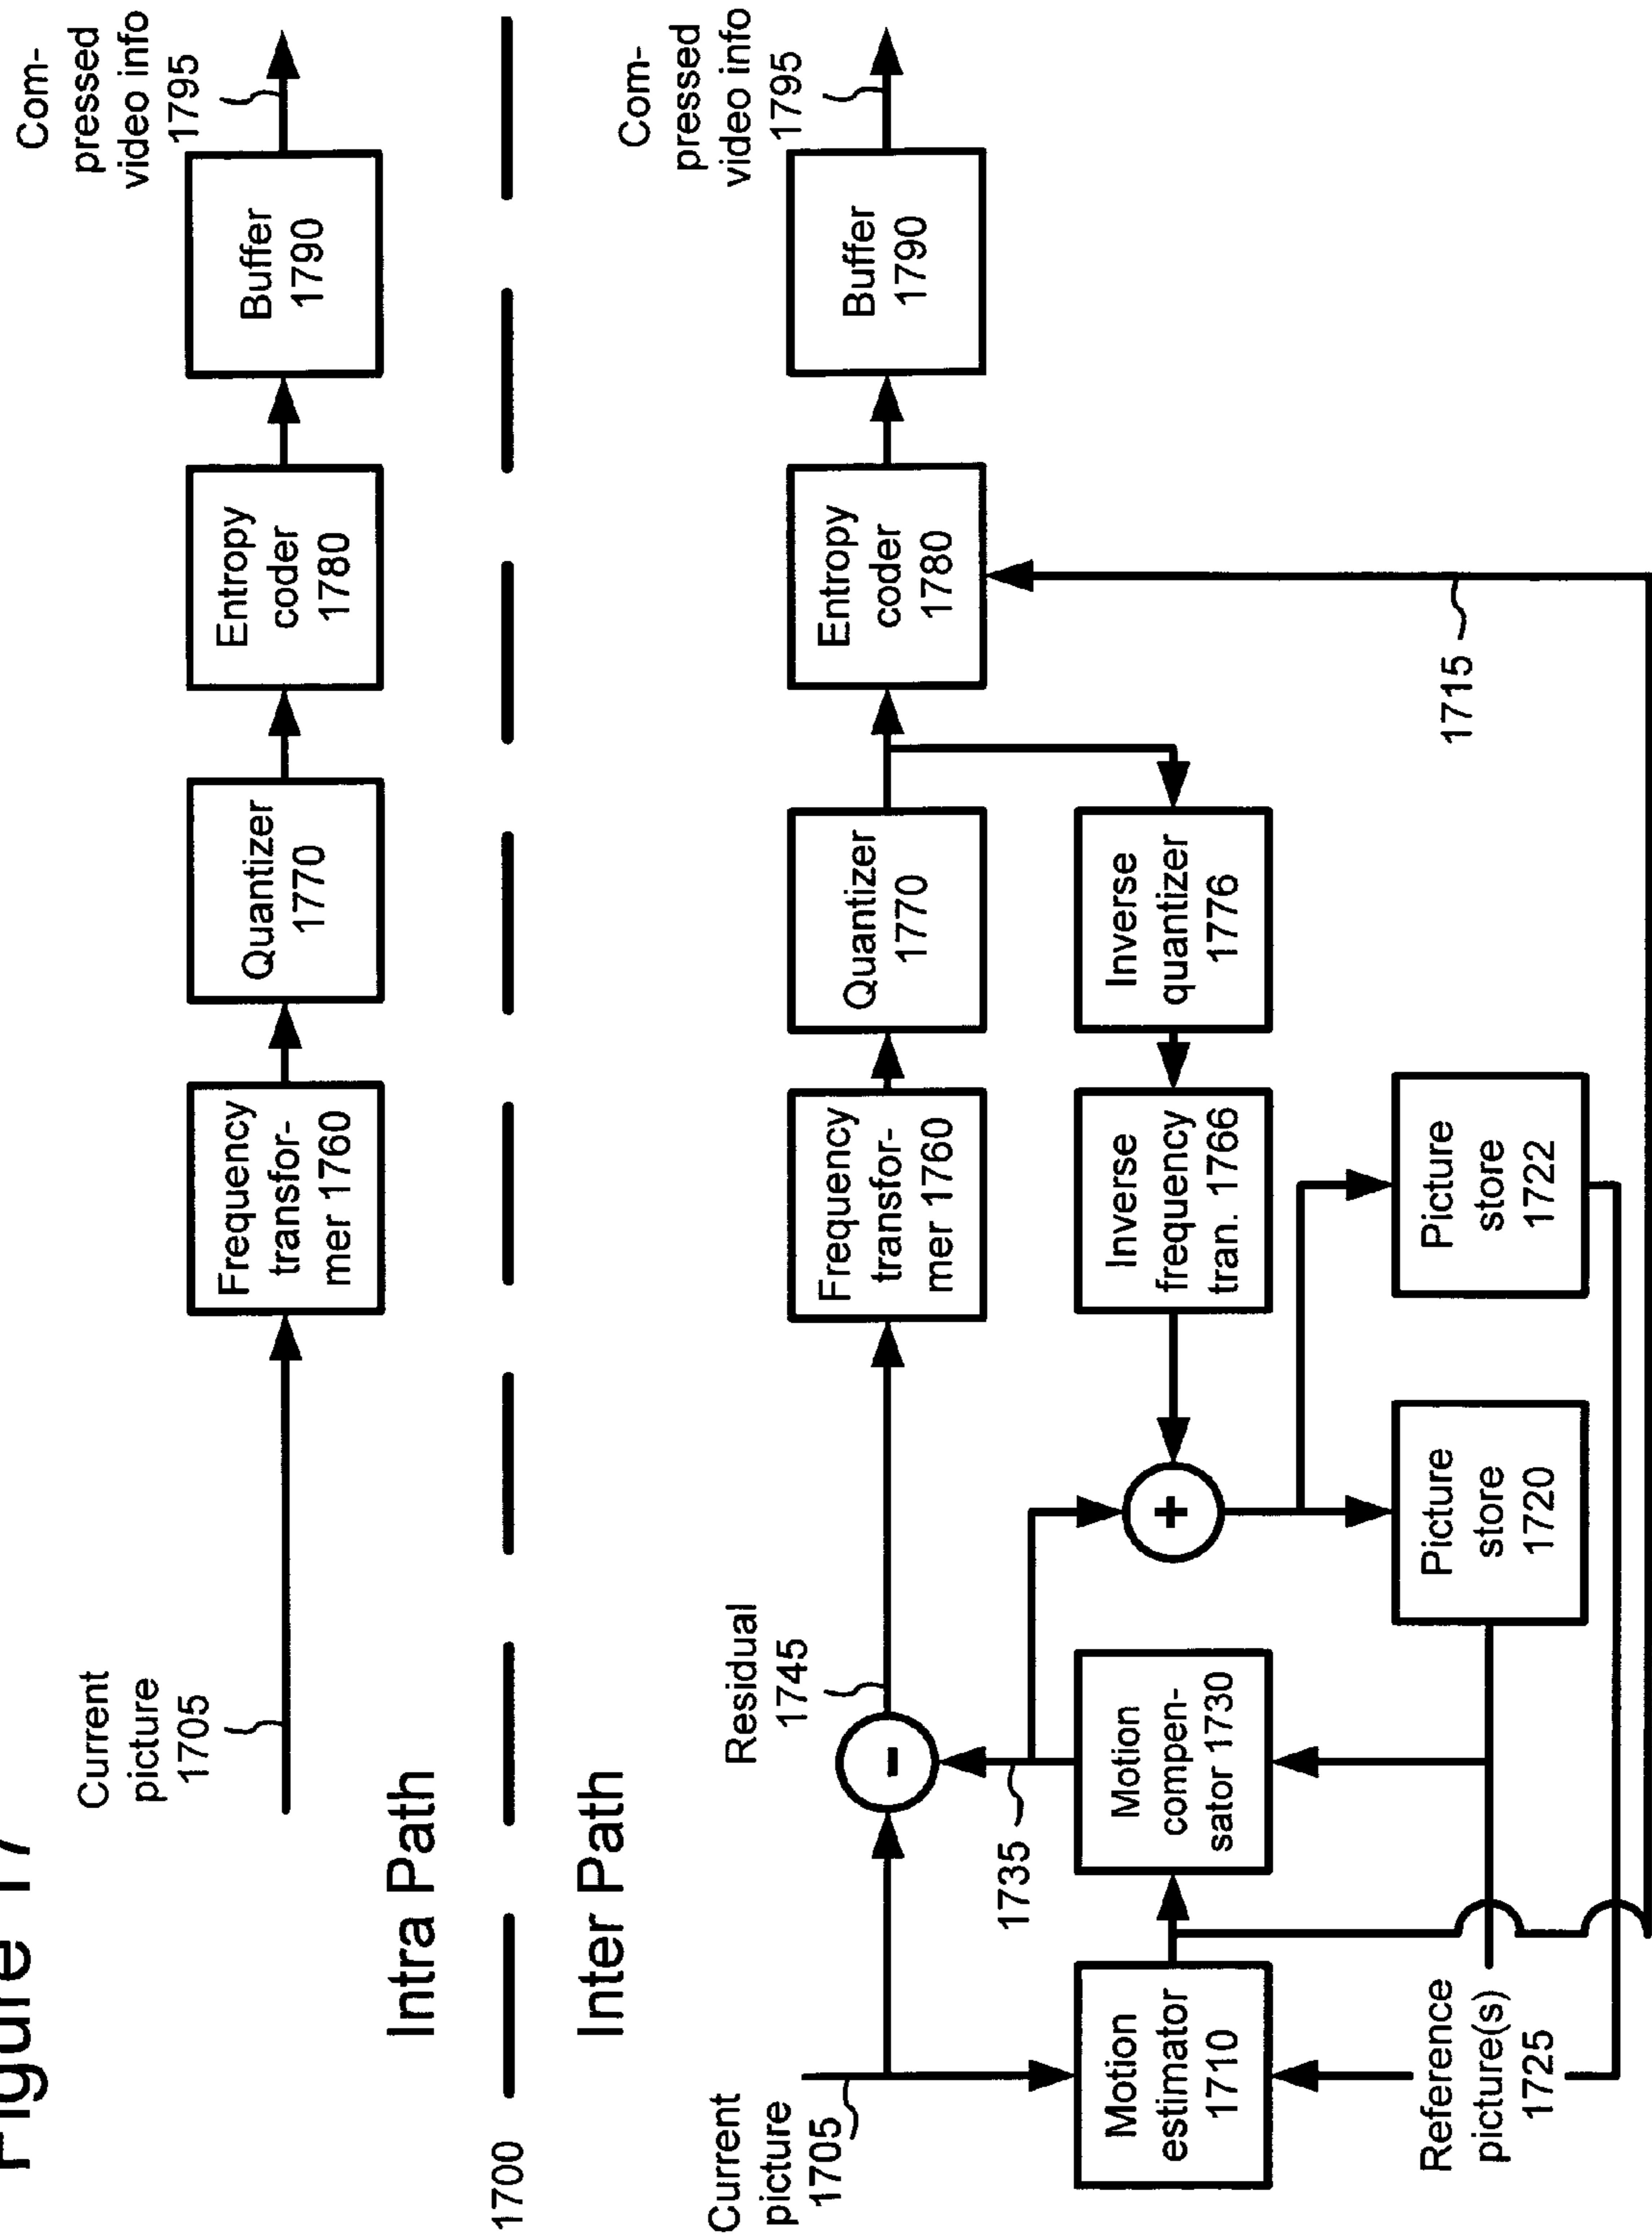 Figure 17
Current
picture
1705
Frequency
transfor-
mer 1760
Quantizer
1770
Entropy
coder
1780
Buffer
1790
Com-
pressed
video info
1795
Intra Path
1700
Inter Path
Current
picture
1705
Residual
1745
-
Frequency
transfor-
mer 1760
Quantizer
1770
Entropy
coder
1780
Buffer
1790
Com-
pressed
video info
1795
1735
Motion
estimator
1710
Motion
compen-
sator 1730
+
Inverse
frequency
tran. 1766
Inverse
quantizer
1776
Reference
picture(s)
1725
Picture
store
1720
Picture
store
1722
1715